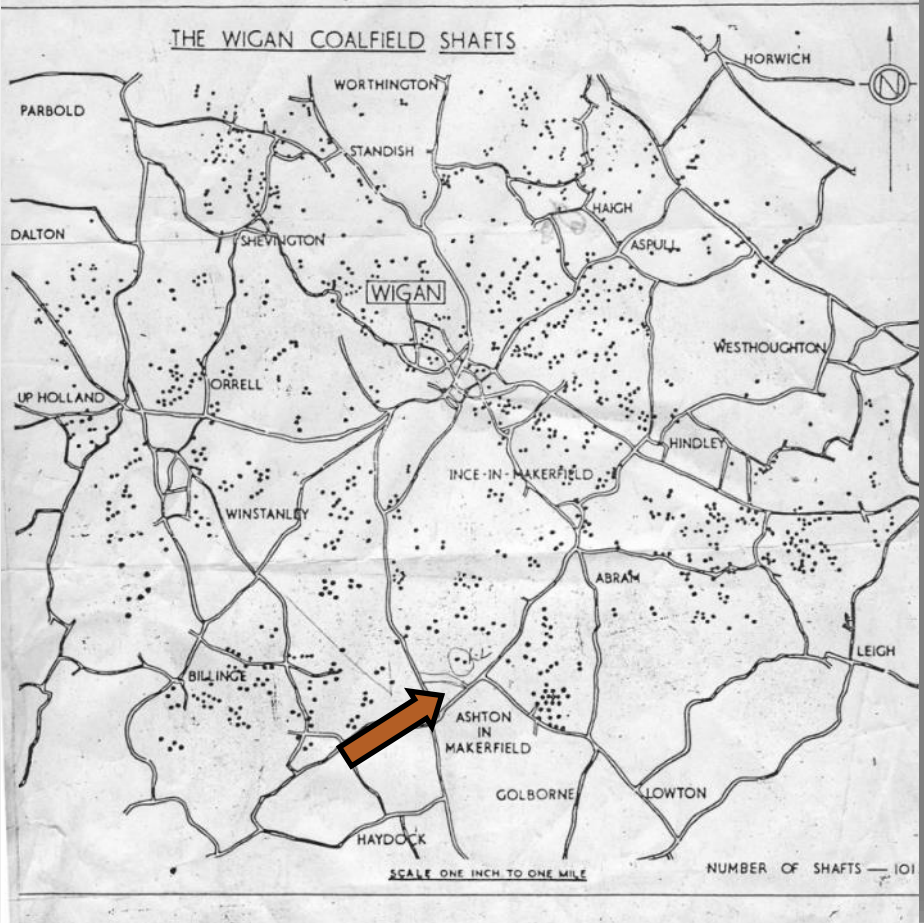 THE WIGAN COALFIELD SHAFTS
HORWICH
WORTHINGTON
N
PARBOLD
STANDISH
HAIGH
DALTON
SHEVINGTON
ASPULL
WIGAN
WESTHOUGHTON
ORRELL
UP HOLLAND
HINDLEY
INCE-IN-MAKERFIELD
WINSTANLEY
ABRAM
LEIGH
BILLINGE
ASHTON
IN
MAKERFIELD
GOLBORNE
LOWTON
HAYDOCK
SCALE ONE INCH TO ONE MILE
NUMBER OF SHAFTS — 101